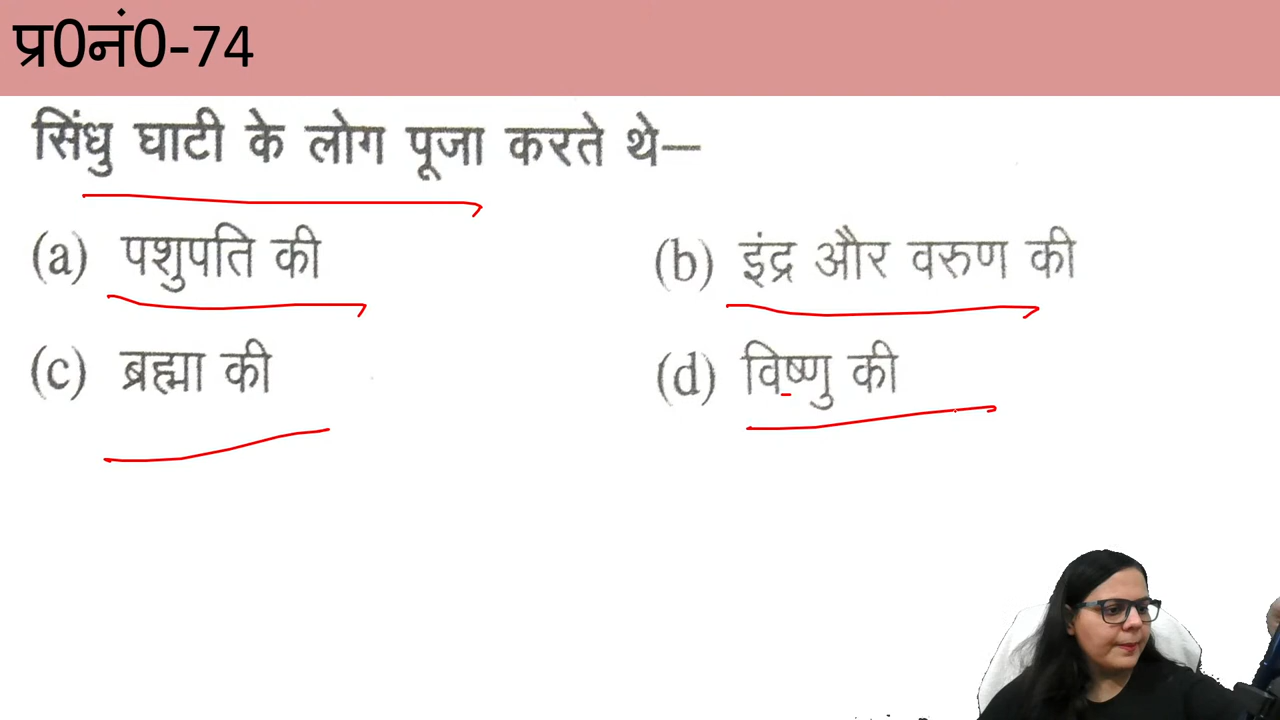 प्र0नं0-74
सिंधु घाटी के लोग पूजा करते थे—
(a) पशुपति की (b) इंद्र और वरुण की
(c) ब्रह्मा की (d) विष्णु की